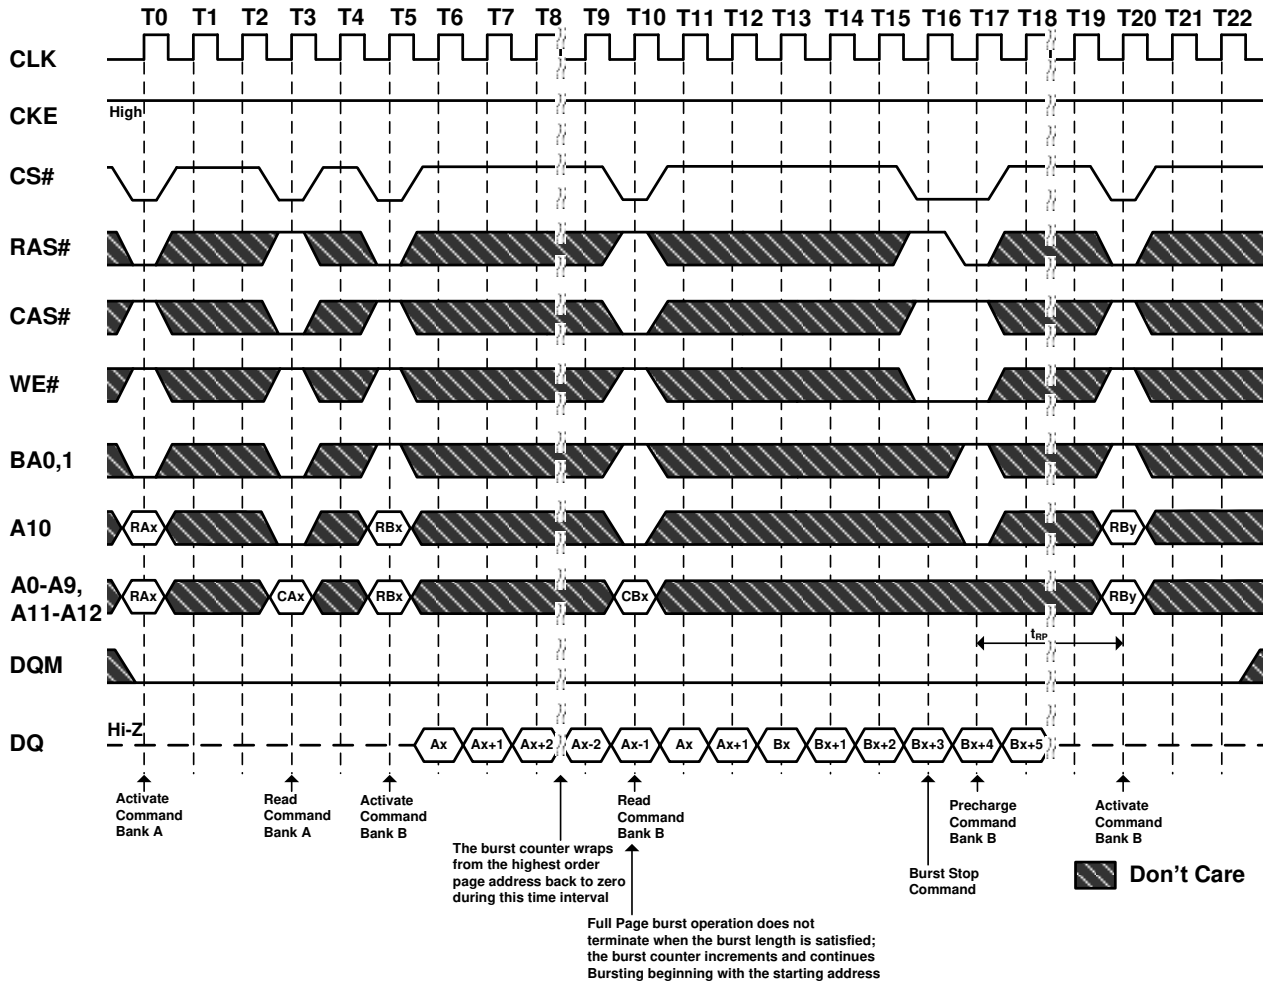 T0 T1 T2 T3 T4 T5 T6 T7 T8 T9 T10 T11 T12 T13 T14 T15 T16 T17 T18 T19 T20 T21 T22
CLK
CKE
High
CS#
RAS#
CAS#
WE#
BA0,1
A10
RAx RBx RBy
A0-A9,
A11-A12
RAx CAx RBx CBx RBy
tRP
DQM
Hi-Z
DQ
Ax Ax+1 Ax+2 Ax-2 Ax-1 Ax Ax+1 Bx Bx+1 Bx+2 Bx+3 Bx+4 Bx+5
Activate
Command
Bank A
Read
Command
Bank A
Activate
Command
Bank B
The burst counter wraps
from the highest order
page address back to zero
during this time interval
Read
Command
Bank B
Full Page burst operation does not
terminate when the burst length is satisfied;
the burst counter increments and continues
Bursting beginning with the starting address
Burst Stop
Command
Precharge
Command
Bank B
Activate
Command
Bank B
Don't Care